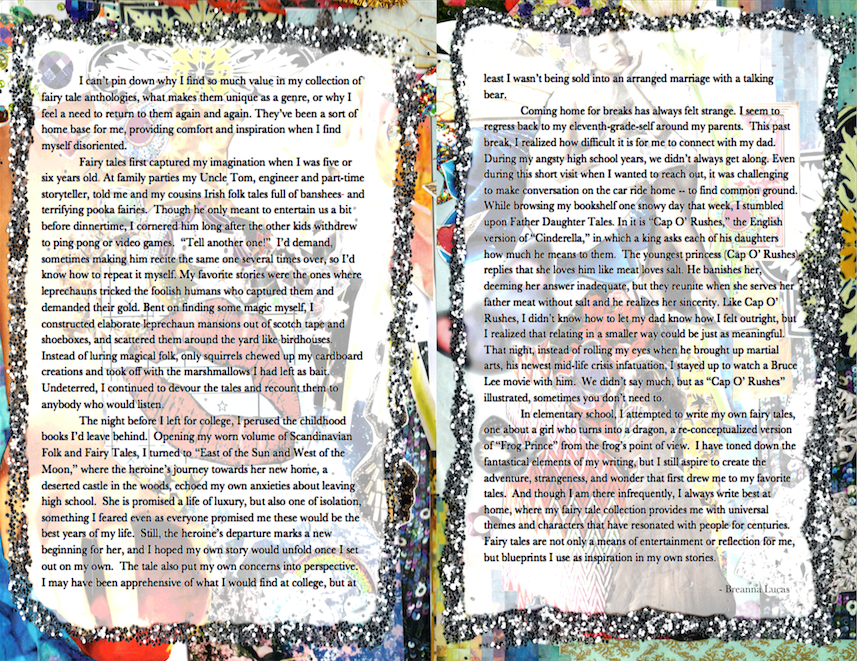 I can't pin down why I find so much value in my collection of
fairy tale anthologies, what makes them unique as a genre, or why I
feel a need to return to them again and again. They've been a sort of
home base for me, providing comfort and inspiration when I find
myself disoriented.
Fairy tales first captured my imagination when I was five or
six years old. At family parties my Uncle Tom, engineer and part-time
storyteller, told me and my cousins Irish folk tales full of banshees and
terrifying pooka fairies. Though he only meant to entertain us a bit
before dinnertime, I cornered him long after the other kids withdrew
to ping pong or video games. "Tell another one!" I'd demand,
sometimes making him recite the same one several times over, so I'd
know how to repeat it myself. My favorite stories were the ones where
leprechauns tricked the foolish humans who captured them and
demanded their gold. Bent on finding some magic myself, I
constructed elaborate leprechaun mansions out of scotch tape and
shoeboxes, and scattered them around the yard like birdhouses.
Instead of luring magical folk, only squirrels chewed up my cardboard
creations and took off with the marshmallows I had left as bait.
Undeterred, I continued to devour the tales and recount them to
anybody who would listen.
The night before I left for college, I perused the childhood
books I'd leave behind. Opening my worn volume of Scandinavian
Folk and Fairy Tales, I turned to "East of the Sun and West of the
Moon," where the heroine's journey towards her new home, a
deserted castle in the woods, echoed my own anxieties about leaving
high school. She is promised a life of luxury, but also one of isolation,
something I feared even as everyone promised me these would be the
best years of my life. Still, the heroine's departure marks a new
beginning for her, and I hoped my own story would unfold once I set
out on my own. The tale also put my own concerns into perspective.
I may have been apprehensive of what I would find at college, but at
least I wasn't being sold into an arranged marriage with a talking
bear.
Coming home for breaks has always felt strange. I seem to
regress back to my eleventh-grade-self around my parents. This past
break, I realized how difficult it is for me to connect with my dad.
During my angsty high school years, we didn't always get along. Even
during this short visit when I wanted to reach out, it was challenging
to make conversation on the car ride home -- to find common ground.
While browsing my bookshelf one snowy day that week, I stumbled
upon Father Daughter Tales. In it is "Cap O' Rushes," the English
version of "Cinderella," in which a king asks each of his daughters
how much he means to them. The youngest princess (Cap O' Rushes)
replies that she loves him like meat loves salt. He banishes her,
deeming her answer inadequate, but they reunite when she serves her
father meat without salt and he realizes her sincerity. Like Cap O'
Rushes, I didn't know how to let my dad know how I felt outright, but
I realized that relating in a smaller way could be just as meaningful.
That night, instead of rolling my eyes when he brought up martial
arts, his newest mid-life crisis infatuation, I stayed up to watch a Bruce
Lee movie with him. We didn't say much, but as "Cap O' Rushes"
illustrated, sometimes you don't need to.
In elementary school, I attempted to write my own fairy tales,
one about a girl who turns into a dragon, a re-conceptualized version
of "Frog Prince" from the frog's point of view. I have toned down the
fantastical elements of my writing, but I still aspire to create the
adventure, strangeness, and wonder that first drew me to my favorite
tales. And though I am there infrequently, I always write best at
home, where my fairy tale collection provides me with universal
themes and characters that have resonated with people for centuries.
Fairy tales are not only a means of entertainment or reflection for me,
but blueprints I use as inspiration in my own stories.
- Breanna Lucas